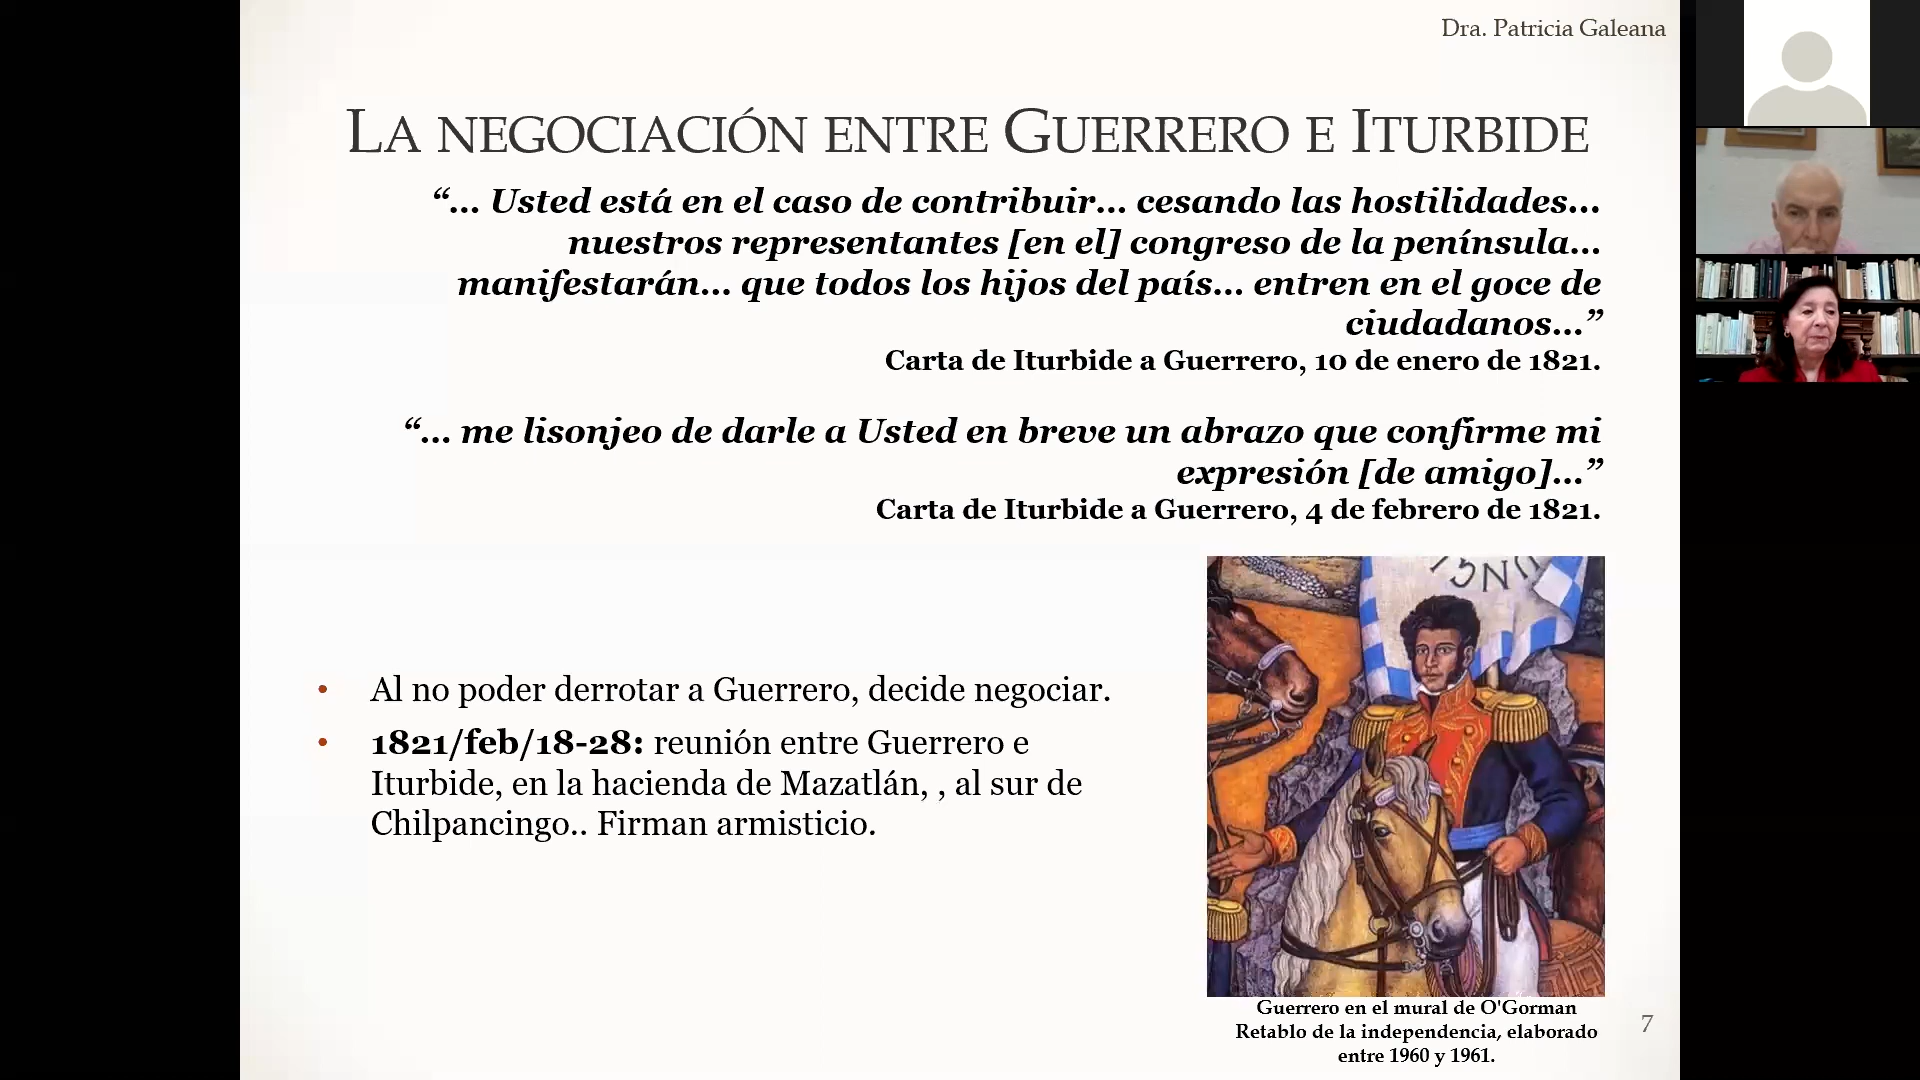 Dra. Patricia Galeana
LA NEGOCIACIÓN ENTRE GUERRERO E ITURBIDE
“… Usted está en el caso de contribuir… cesando las hostilidades…
nuestros representantes [en el] congreso de la península…
manifestarán… que todos los hijos del país… entren en el goce de
ciudadanos…”
Carta de Iturbide a Guerrero, 10 de enero de 1821.
“… me lisonjeo de darle a Usted en breve un abrazo que confirme mi
expresión [de amigo]…”
Carta de Iturbide a Guerrero, 4 de febrero de 1821.
• Al no poder derrotar a Guerrero, decide negociar.
• 1821/feb/18-28: reunión entre Guerrero e
Iturbide, en la hacienda de Mazatlán, , al sur de
Chilpancingo.. Firman armisticio.
Guerrero en el mural de O'Gorman
Retablo de la independencia, elaborado
entre 1960 y 1961.
7